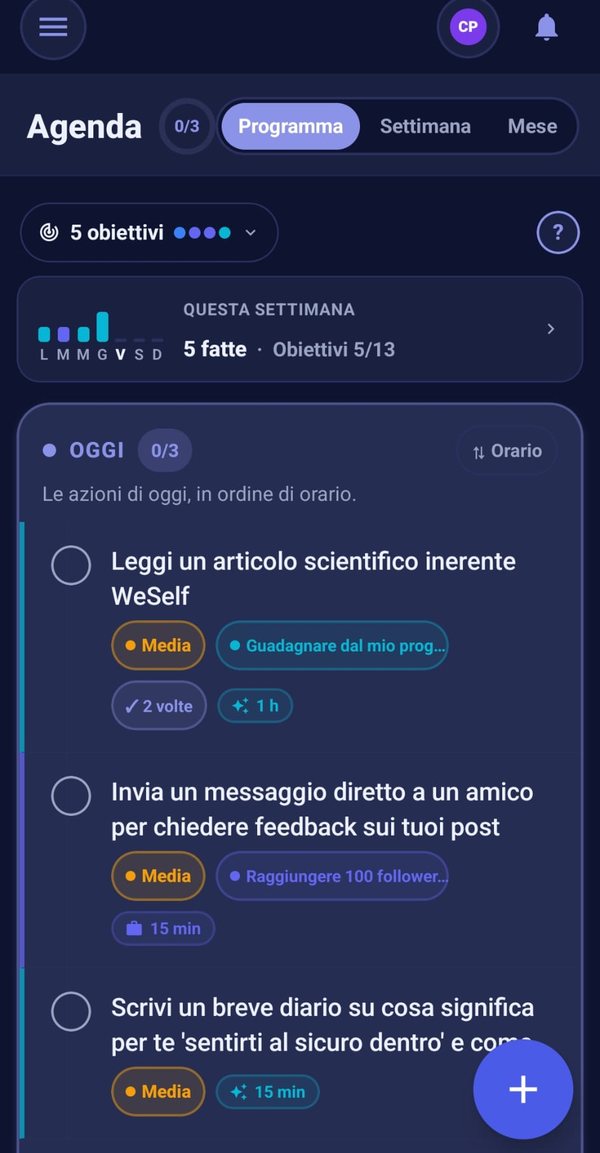 CP
Agenda
0/3
Programma
Settimana
Mese
5 obiettivi
?
QUESTA SETTIMANA
5 fatte · Obiettivi 5/13
L M M G V S D
OGGI
0/3
Orario
Le azioni di oggi, in ordine di orario.
Leggi un articolo scientifico inerente
WeSelf
Media
Guadagnare dal mio prog…
✓ 2 volte
1 h
Invia un messaggio diretto a un amico
per chiedere feedback sui tuoi post
Media
Raggiungere 100 follower…
15 min
Scrivi un breve diario su cosa significa
per te 'sentirti al sicuro dentro' e
Media
15 min
+